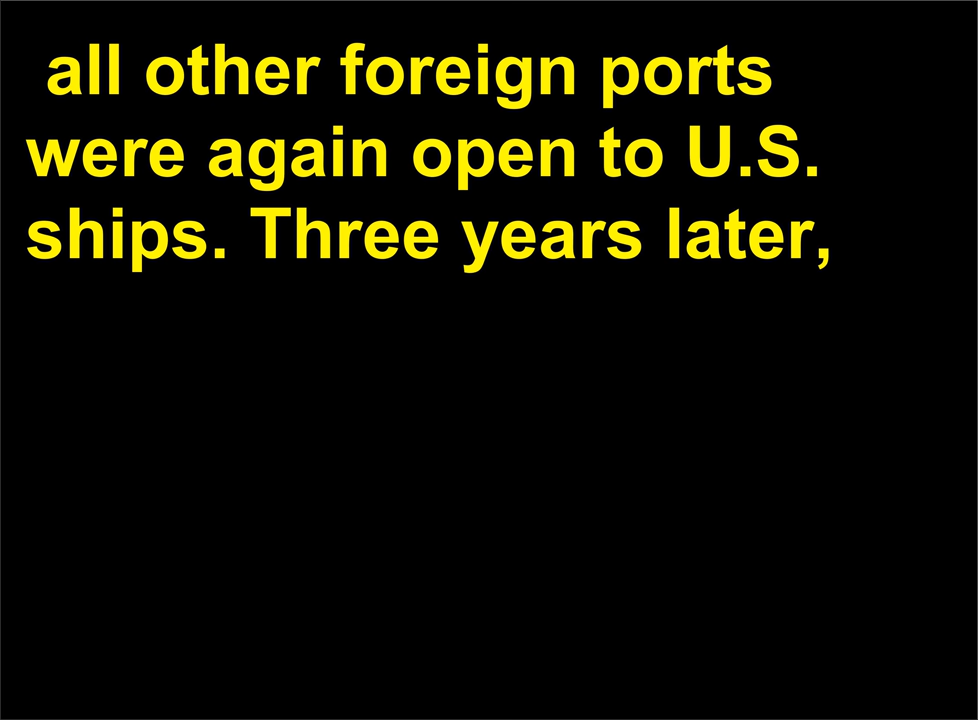 all other foreign ports
were again open to U.S.
ships. Three years later,